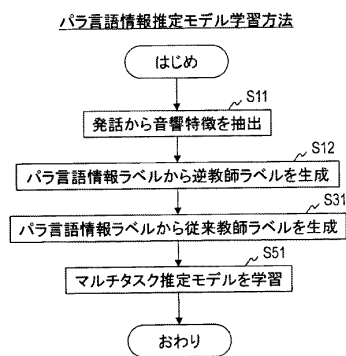 パラ言語情報推定モデル学習方法
はじめ
S11
発話から音響特徴を抽出
S12
パラ言語情報ラベルから逆教師ラベルを生成
S31
パラ言語情報ラベルから従来教師ラベルを生成
S51
マルチタスク推定モデルを学習
おわり